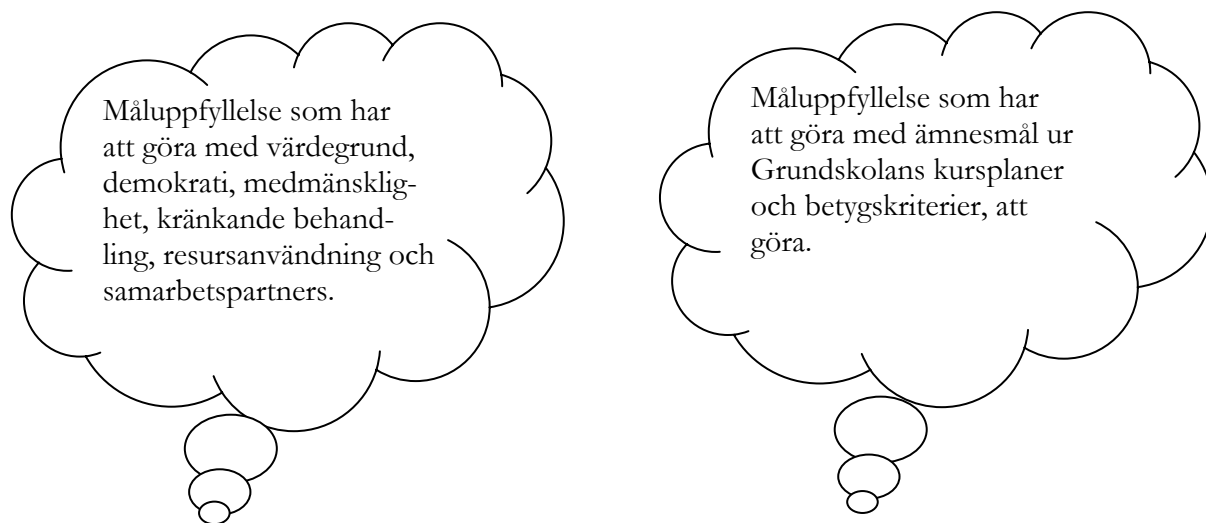 Måluppfyllelse som har
att göra med värdegrund,
demokrati, medmänsklig-
het, kränkande behand-
ling, resursanvändning och
samarbetspartners.
Måluppfyllelse som har
att göra med ämnesmål ur
Grundskolans kursplaner
och betygskriterier, att
göra.